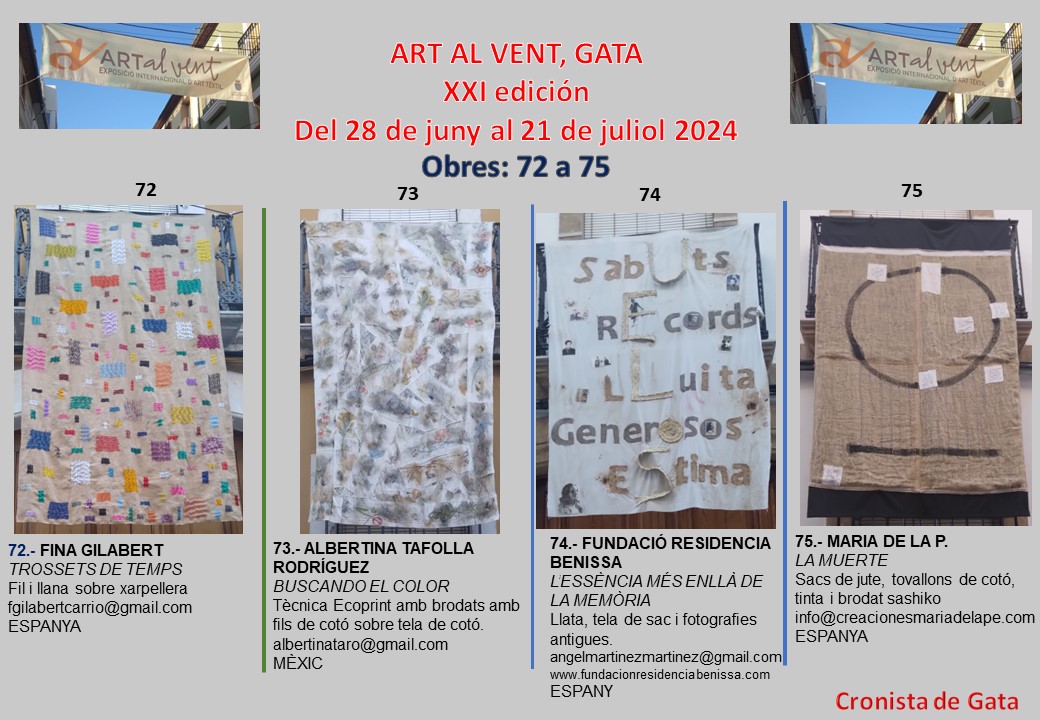 ARTal vent
EXPOSICIÓ INTERNACIONAL D'ART TÈXTIL
ARTal vent
EXPOSICIÓ INTERNACIONAL D'ART TÈXTIL
ART AL VENT, GATA
XXI edición
Del 28 de juny al 21 de juliol 2024
Obres: 72 a 75
72
73
74
75
SabUts
REcords
LLuita
Generosos
EStima
72.- FINA GILABERT
TROSSETS DE TEMPS
Fil i llana sobre xarpellera
fgilabertcarrio@gmail.com
ESPANYA
73.- ALBERTINA TAFOLLA
RODRÍGUEZ
BUSCANDO EL COLOR
Tècnica Ecoprint amb brodats amb
fils de cotó sobre tela de cotó.
albertinataro@gmail.com
MÈXIC
74.- FUNDACIÓ RESIDENCIA
BENISSA
L'ESSÈNCIA MÉS ENLLÀ DE
LA MEMÒRIA
Llata, tela de sac i fotografies
antigues.
angelmartinezmartinez@gmail.com
www.fundacionresidenciabenissa.com
ESPANY
75.- MARIA DE LA P.
LA MUERTE
Sacs de jute, tovallons de cotó,
tinta i brodat sashiko
info@creacionesmariadelape.com
ESPANYA
Cronista de Gata